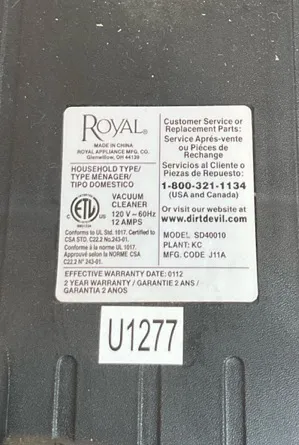 ROYAL®
MADE IN CHINA
ROYAL APPLIANCE MFG. CO.
Glenwillow, OH 44139
HOUSEHOLD TYPE/
TYPE MÉNAGER/
TIPO DOMESTICO
ETL
VACUUM
CLEANER
120 V ~ 60Hz
12 AMPS
Conforms to UL Std. 1017, Certified to
CSA STD. C22.2 No.243-01.
Conforme à la norme UL 1017.
Approuvé selon la NORME CSA
C22.2 N° 243-01.
Customer Service or
Replacement Parts:
Service Après-vente
ou Pièces de
Rechange
Servicios al Cliente o
Piezas de Repuesto:
1-800-321-1134
(USA and Canada)
Or visit our website at
www.dirtdevil.com
MODEL: SD40010
PLANT: KC
MFG. CODE: J11A
EFFECTIVE WARRANTY DATE: 0112
2 YEAR WARRANTY / GARANTIE 2 ANS /
GARANTIA 2 ANOS
U1277